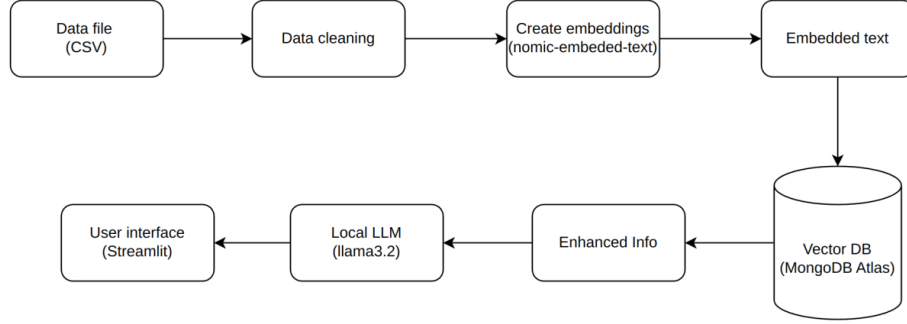 Data file
(CSV)
Data cleaning
Create embeddings
(nomic-embeded-text)
Embedded text
Vector DB
(MongoDB Atlas)
Enhanced Info
Local LLM
(llama3.2)
User interface
(Streamlit)